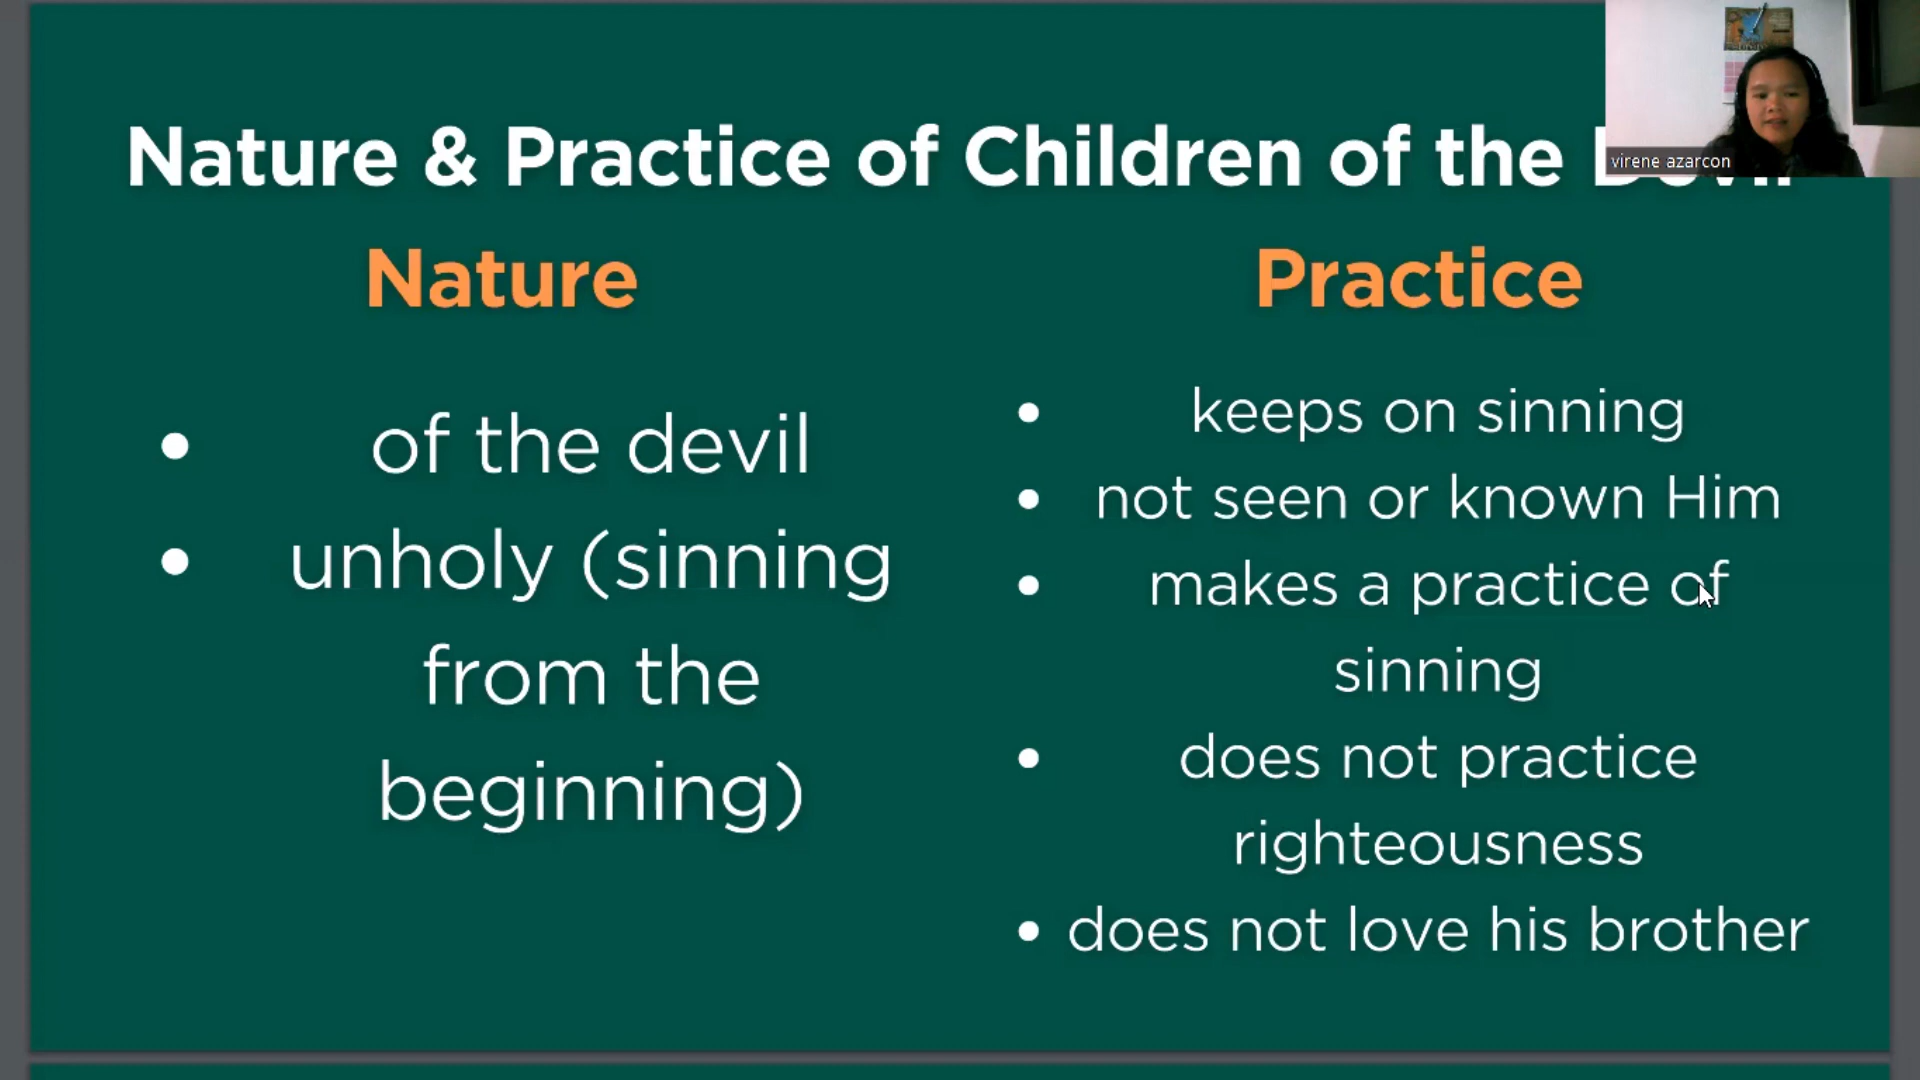 Nature & Practice of Children of the Devil
virene azarcon
Nature
Practice
• of the devil
• unholy (sinning
from the
beginning)
• keeps on sinning
• not seen or known Him
• makes a practice of
sinning
• does not practice
righteousness
• does not love his brother